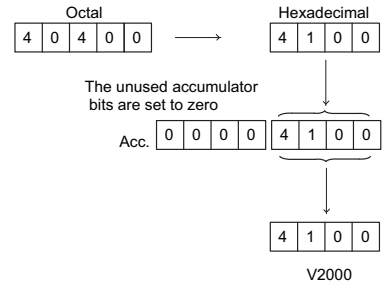 Octal Hexadecimal
4 0 4 0 0 4 1 0 0
The unused accumulator
bits are set to zero
Acc. 0 0 0 0 4 1 0 0
4 1 0 0
V2000